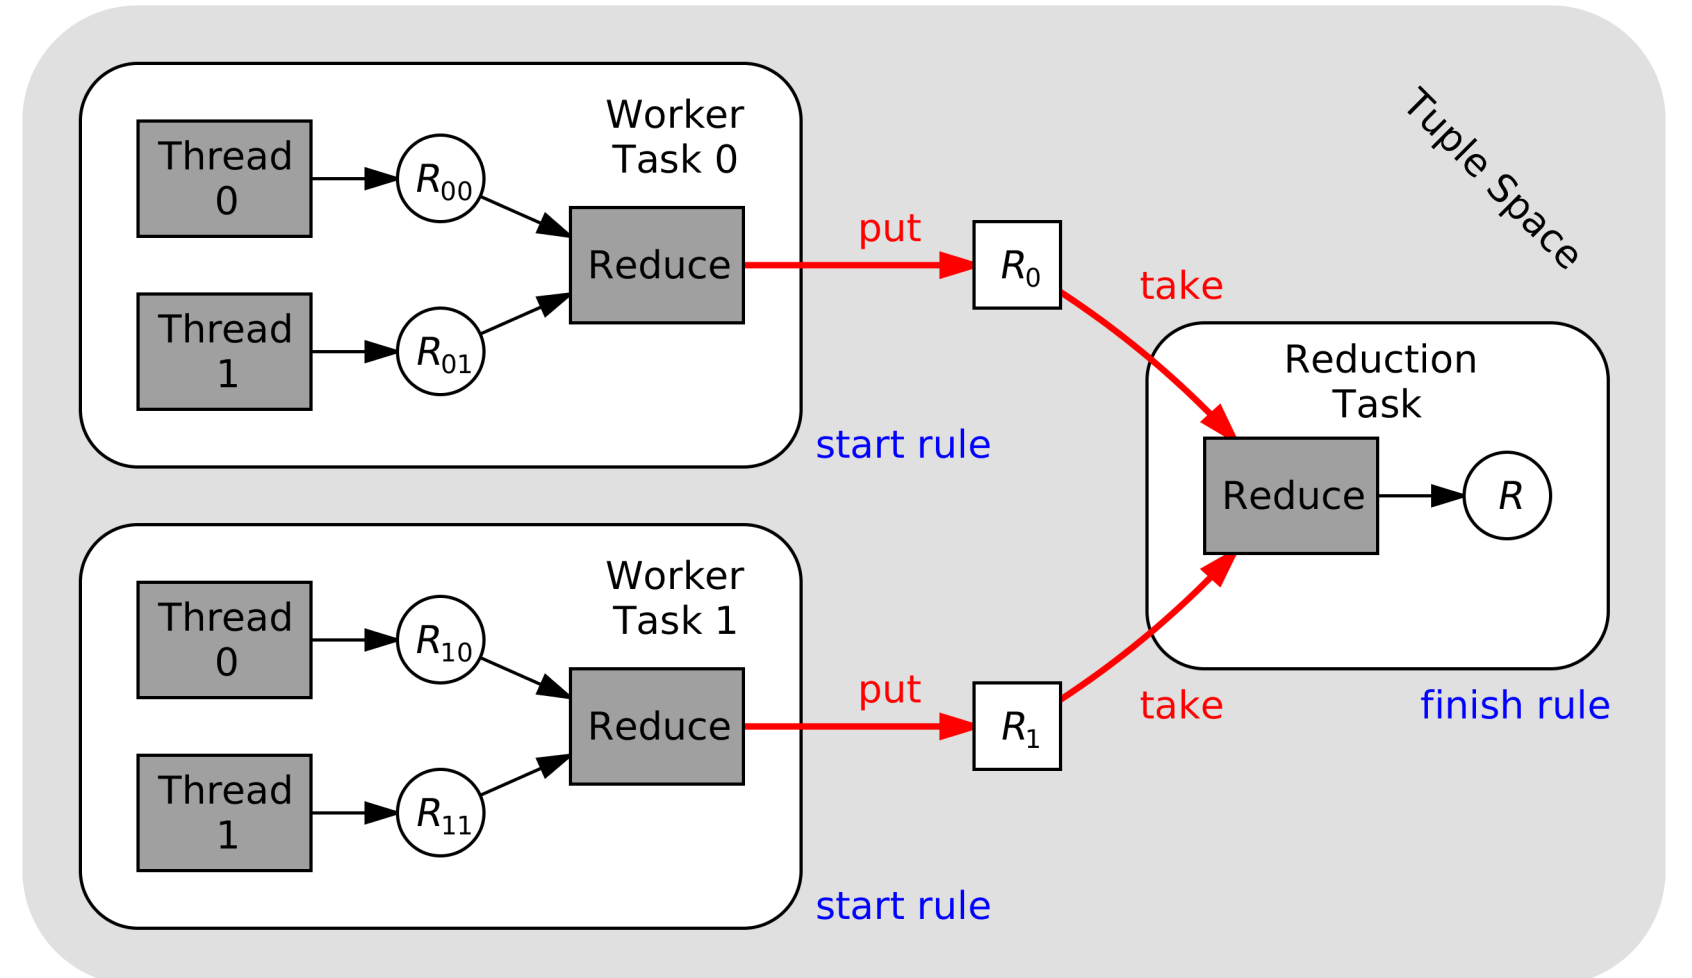 Tuple Space
Worker
Task 0
Thread
0
R00
Reduce
Thread
1
R01
put
R0
take
start rule
Worker
Task 1
Thread
0
R10
Reduce
Thread
1
R11
put
R1
take
start rule
Reduction
Task
Reduce
R
finish rule